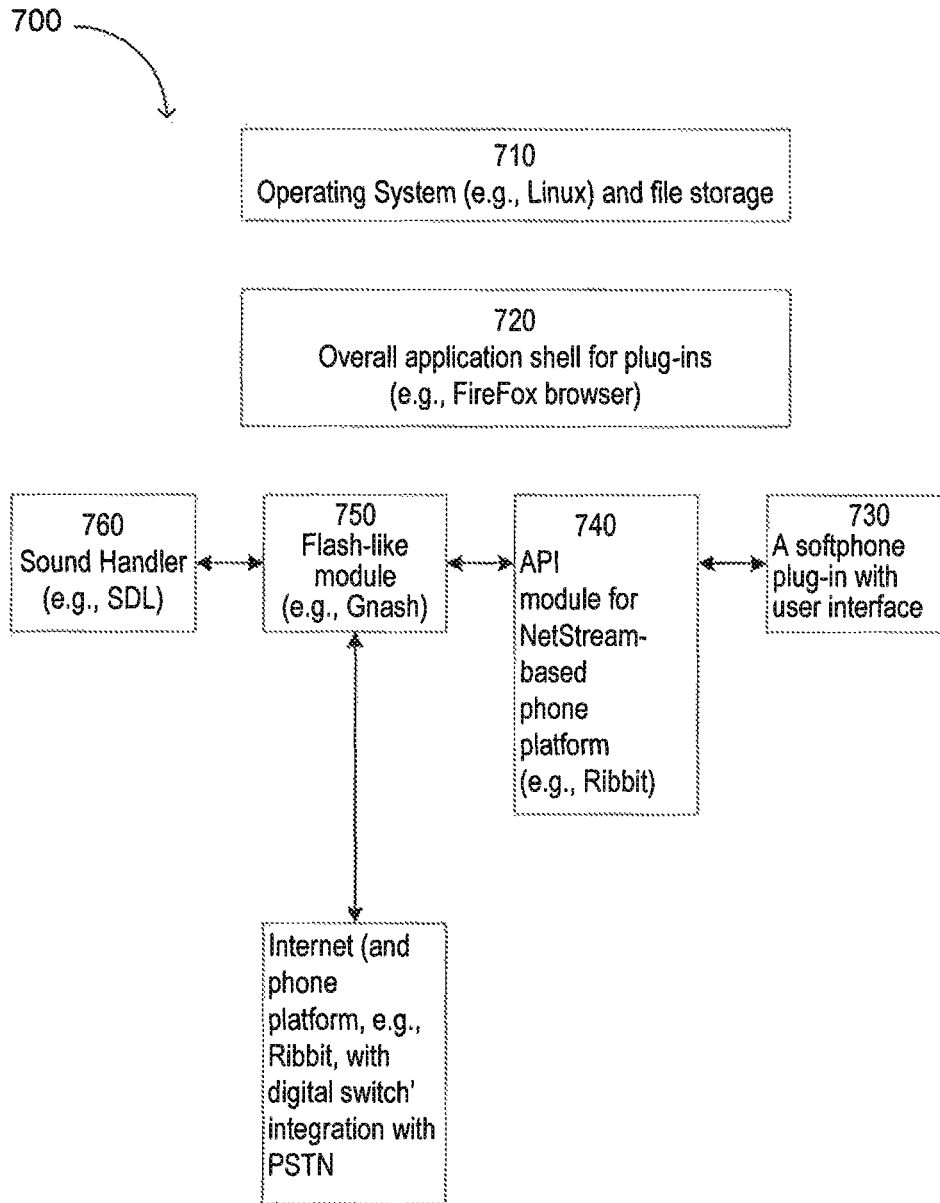 700
710
Operating System (e.g., Linux) and file storage
720
Overall application shell for plug-ins
(e.g., FireFox browser)
760
Sound Handler
(e.g., SDL)
750
Flash-like
module
(e.g., Gnash)
740
API
module for
NetStream-
based
phone
platform
(e.g., Ribbit)
730
A softphone
plug-in with
user interface
Internet (and
phone
platform, e.g.,
Ribbit, with
digital switch'
integration with
PSTN